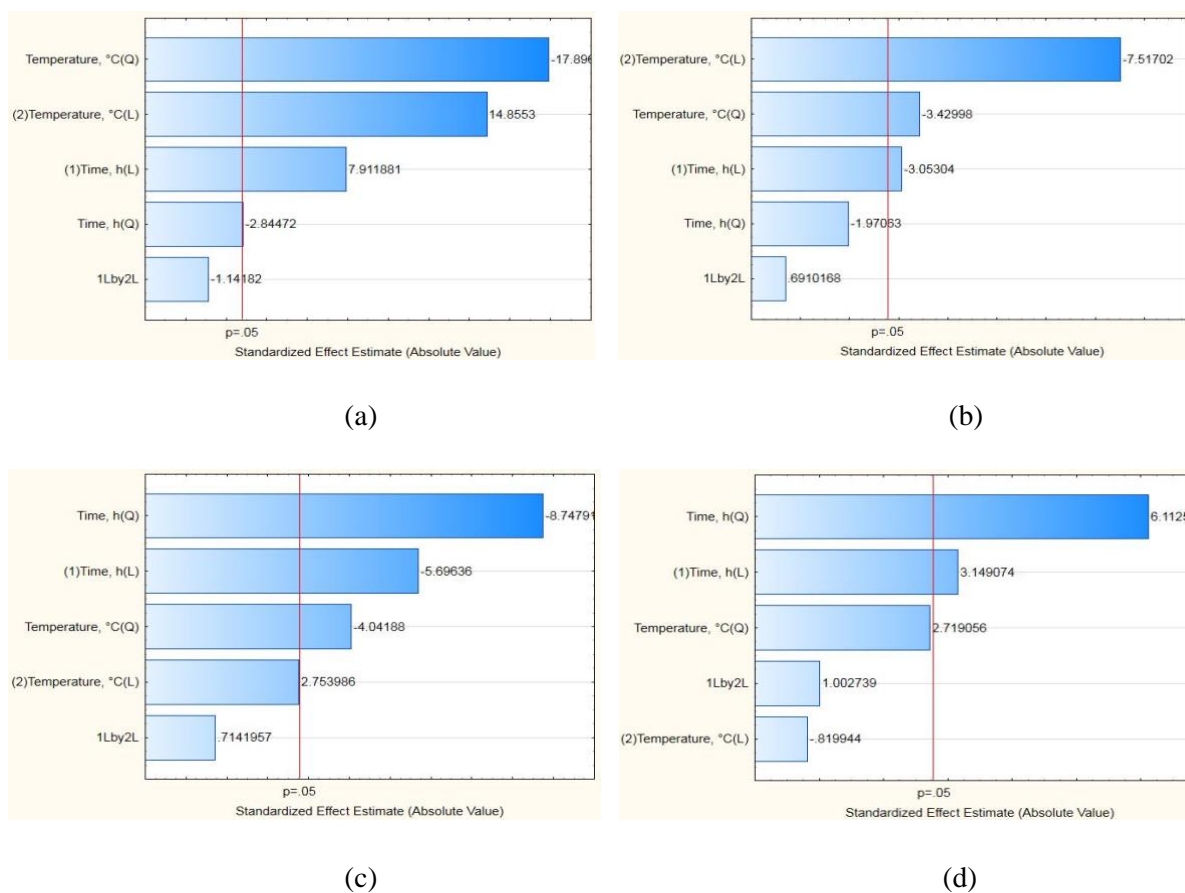 Temperature, °C(Q)
-17.896
(2)Temperature, °C(L)
14.8553
(1)Time, h(L)
7.911881
Time, h(Q)
-2.84472
1Lby2L
-1.14182
p=.05
Standardized Effect Estimate (Absolute Value)
(a)
(2)Temperature, °C(L)
-7.51702
Temperature, °C(Q)
-3.42998
(1)Time, h(L)
-3.05304
Time, h(Q)
-1.97063
1Lby2L
.6910168
p=.05
Standardized Effect Estimate (Absolute Value)
(b)
Time, h(Q)
-8.74791
(1)Time, h(L)
-5.69636
Temperature, °C(Q)
-4.04188
(2)Temperature, °C(L)
2.753986
1Lby2L
.7141957
p=.05
Standardized Effect Estimate (Absolute Value)
(c)
Time, h(Q)
6.1125
(1)Time, h(L)
3.149074
Temperature, °C(Q)
2.719056
1Lby2L
1.002739
(2)Temperature, °C(L)
-.819944
p=.05
Standardized Effect Estimate (Absolute Value)
(d)